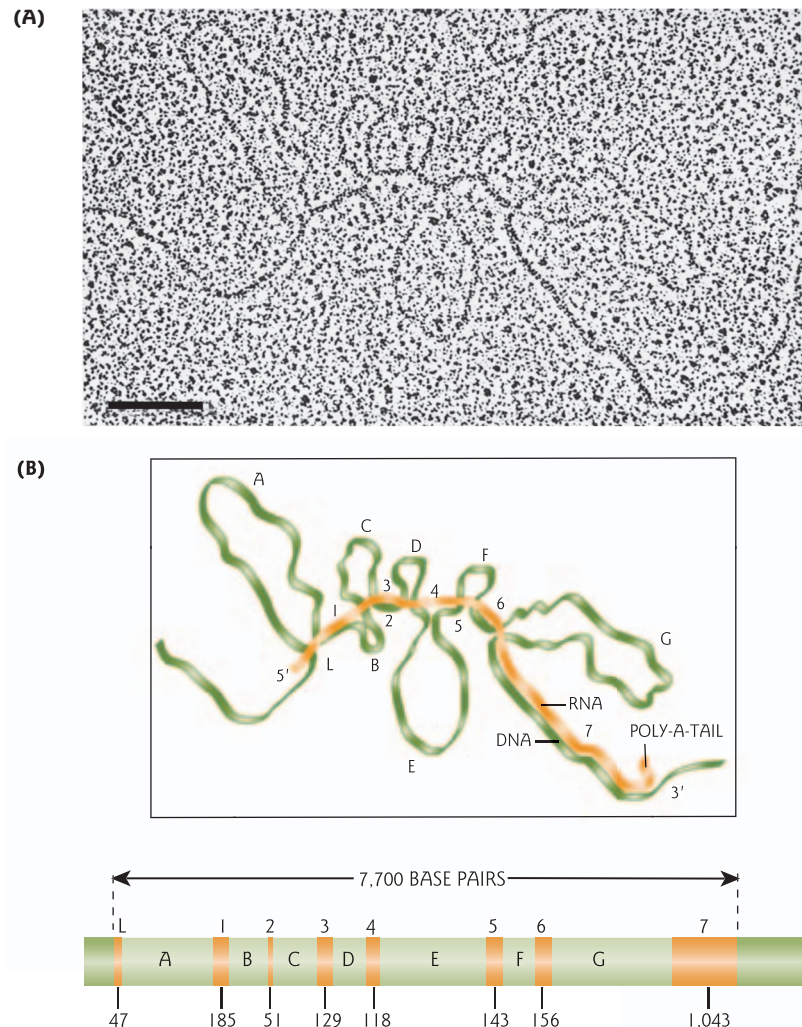 (A)
(B)
A
C
D
F
3
4
6
1
2
5
G
5′
L
B
RNA
7
POLY-A-TAIL
DNA
E
3′
7,700 BASE PAIRS
L 1 2 3 4 5 6 7
A B C D E F G
47 185 51 129 118 143 156 1,043